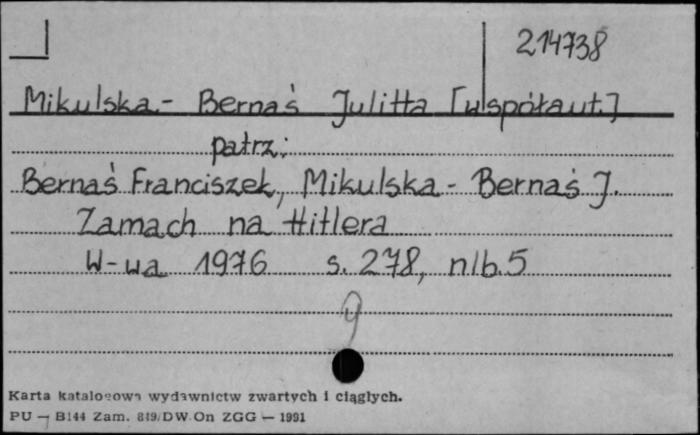 214738
Mikulska - Bernaś Julitta [współaut.]
patrz:
Bernaś Franciszek, Mikulska - Bernaś J.
Zamach na Hitlera
W-wa 1976 s. 278, nlb. 5
y
Karta katalogowa wydawnictw zwartych i ciągłych.
PU — B144 Zam. 849/DW.On ZGG — 1991